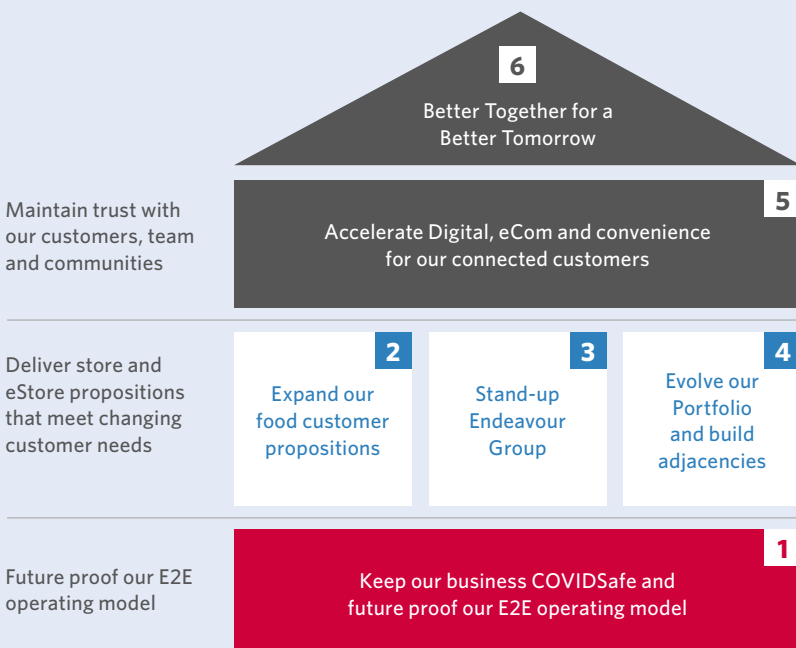 6
Better Together for a
Better Tomorrow
Maintain trust with
our customers, team
and communities
5
Accelerate Digital, eCom and convenience
for our connected customers
Deliver store and
eStore propositions
that meet changing
customer needs
2
Expand our
food customer
propositions
3
Stand-up
Endeavour
Group
4
Evolve our
Portfolio
and build
adjacencies
Future proof our E2E
operating model
1
Keep our business COVIDSafe and
future proof our E2E operating model